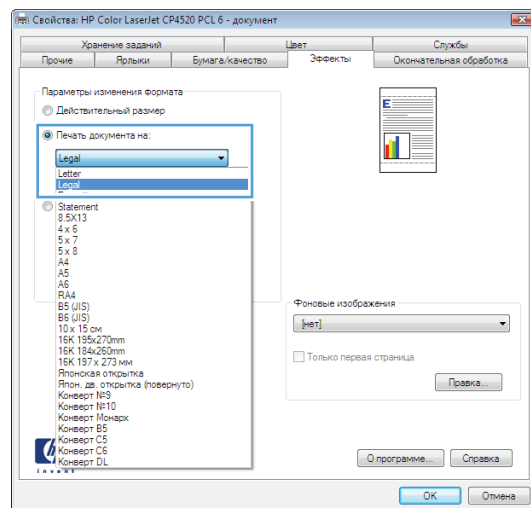 Свойства: HP Color LaserJet CP4520 PCL 6 - документ
Хранение заданий Цвет Службы
Прочие Ярлыки Бумага/качество Эффекты Окончательная обработка
Параметры изменения формата
Действительный размер
Печать документа на:
Legal
Letter
Legal
Statement
8.5X13
4 x 6
5 x 7
5 x 8
A4
A5
A6
RA4
B5 (JIS)
B6 (JIS)
10 x 15 см
16K 195x270mm
16K 184x260mm
16K 197 x 273 мм
Японская открытка
Япон. дв. открытка (повернуто)
Конверт №9
Конверт №10
Конверт Монарх
Конверт B5
Конверт C5
Конверт C6
Конверт DL
E
Фоновые изображения
[нет]
Только первая страница
Правка...
invent
О программе... Справка
OK Отмена